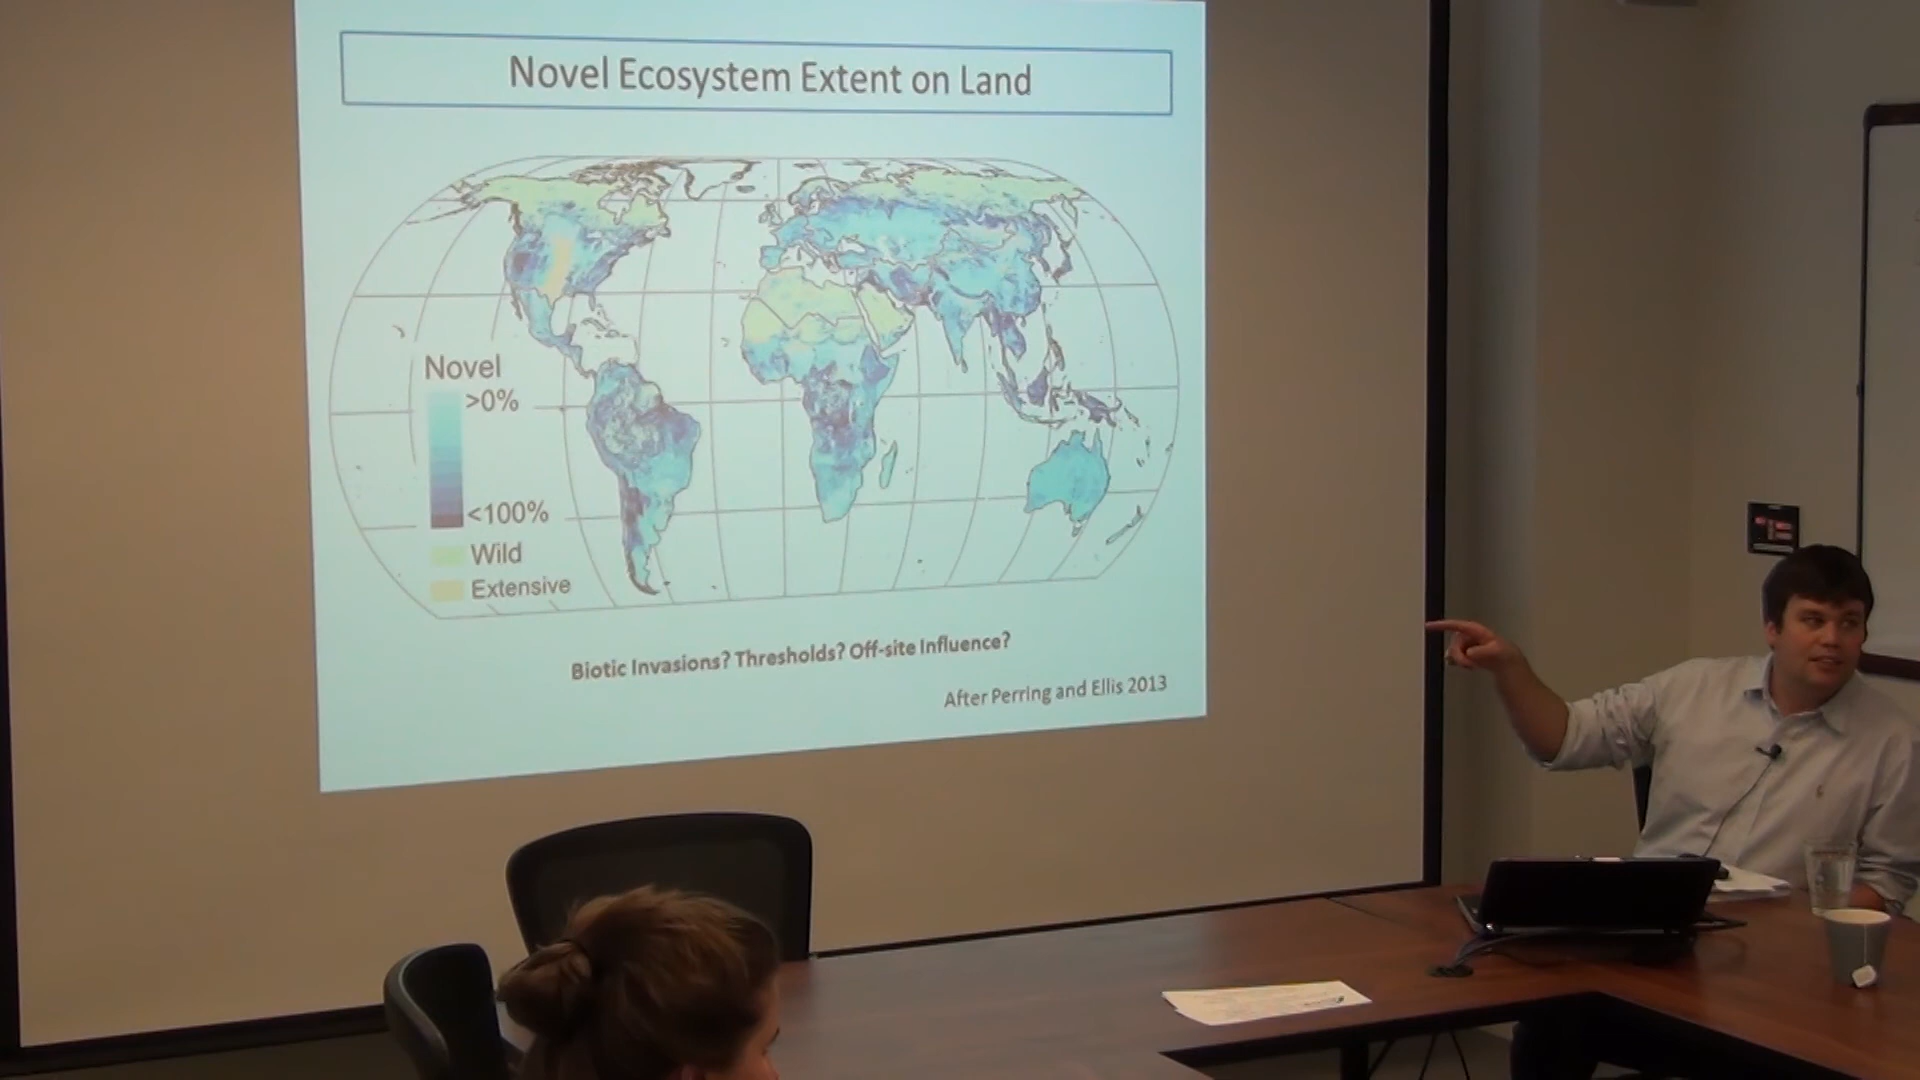 Novel Ecosystem Extent on Land
Novel
>0%
<100%
Wild
Extensive
Biotic Invasions? Thresholds? Off-site Influence?
After Perring and Ellis 2013